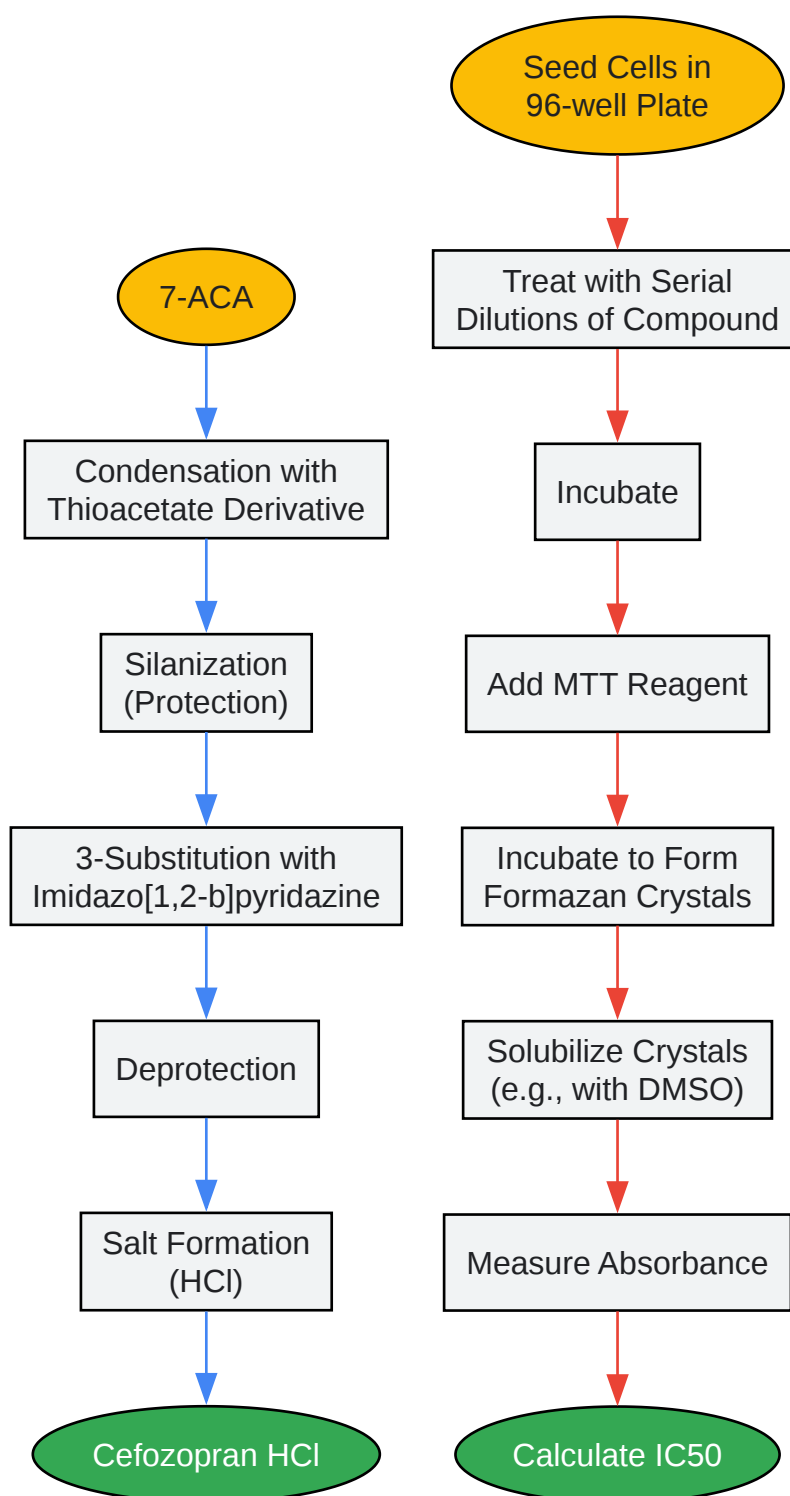 7-ACA
Condensation with
Thioacetate Derivative
Silanization
(Protection)
3-Substitution with
Imidazo[1,2-b]pyridazine
Deprotection
Salt Formation
(HCl)
Cefozopran HCl
Seed Cells in
96-well Plate
Treat with Serial
Dilutions of Compound
Incubate
Add MTT Reagent
Incubate to Form
Formazan Crystals
Solubilize Crystals
(e.g., with DMSO)
Measure Absorbance
Calculate IC50